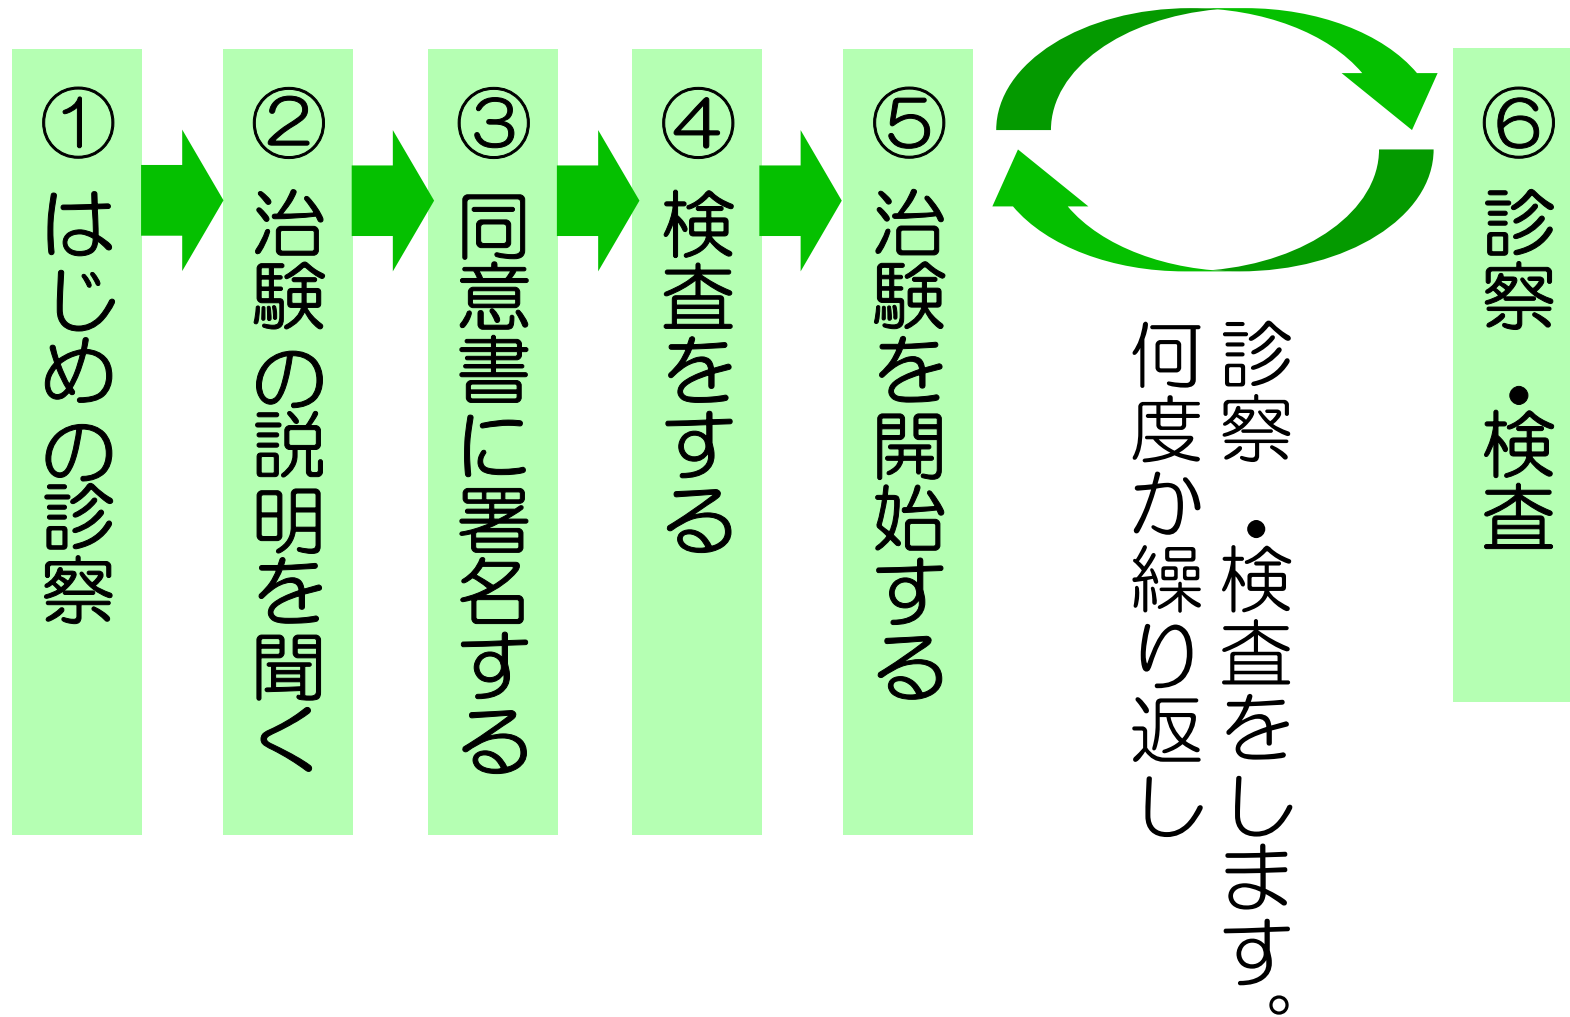 ①はじめの診察
②治験の説明を聞く
③同意書に署名する
④検査をする
⑤治験を開始する
何度か繰り返し
診察・検査をします。
⑥診察・検査